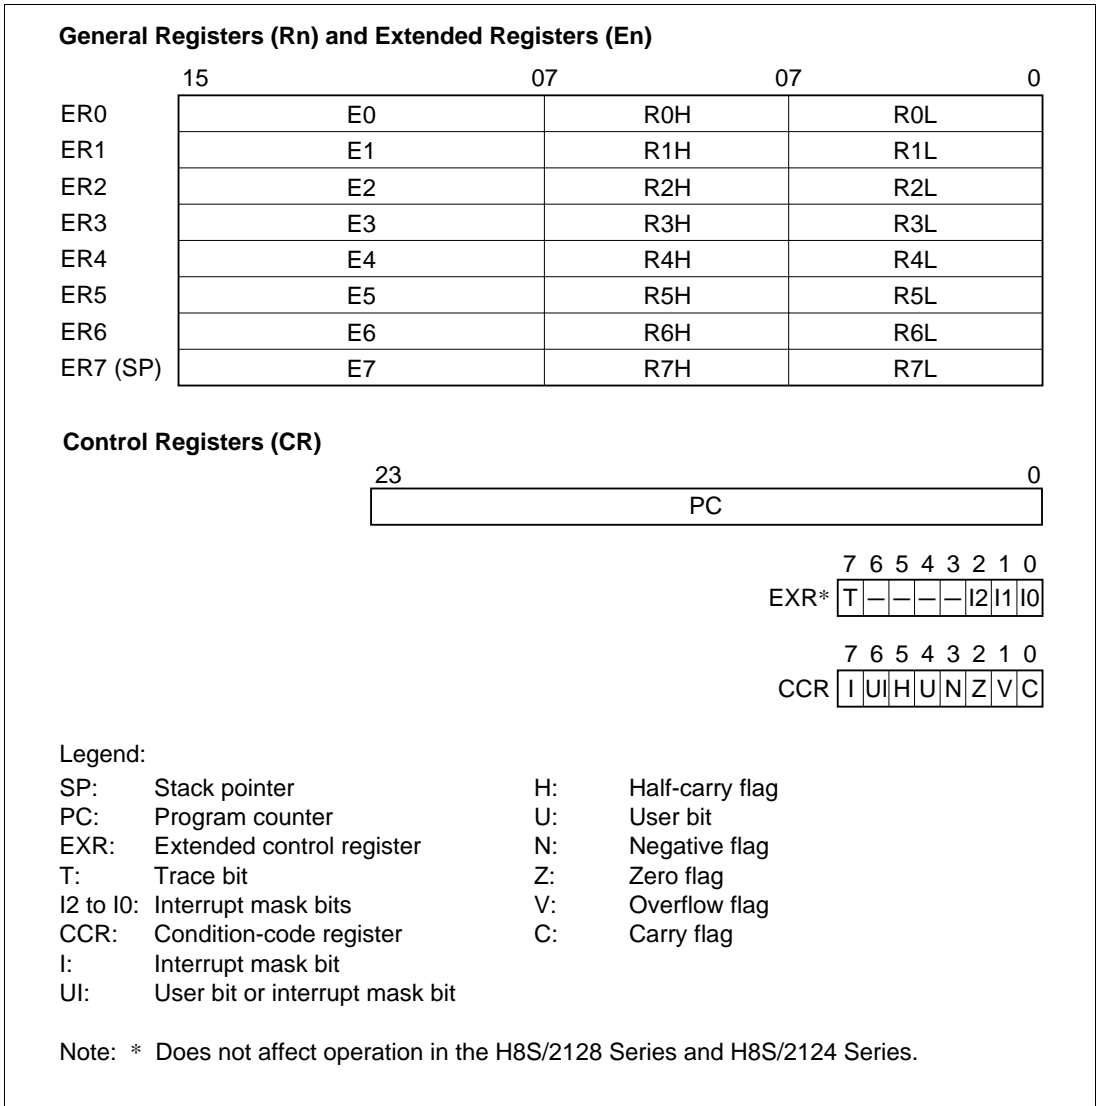 General Registers (Rn) and Extended Registers (En)
15 07 07 0
ER0 E0 R0H R0L
ER1 E1 R1H R1L
ER2 E2 R2H R2L
ER3 E3 R3H R3L
ER4 E4 R4H R4L
ER5 E5 R5H R5L
ER6 E6 R6H R6L
ER7 (SP) E7 R7H R7L
Control Registers (CR)
23 0
PC
7 6 5 4 3 2 1 0
EXR* T — — — — I2 I1 I0
7 6 5 4 3 2 1 0
CCR I UI H U N Z V C
Legend:
SP: Stack pointer H: Half-carry flag
PC: Program counter U: User bit
EXR: Extended control register N: Negative flag
T: Trace bit Z: Zero flag
I2 to I0: Interrupt mask bits V: Overflow flag
CCR: Condition-code register C: Carry flag
I: Interrupt mask bit
UI: User bit or interrupt mask bit
Note: * Does not affect operation in the H8S/2128 Series and H8S/2124 Series.